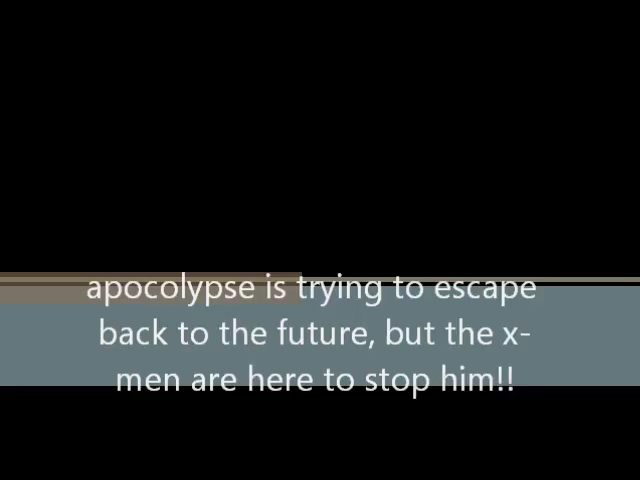 apocolypse is trying to escape
back to the future, but the x-
men are here to stop him!!